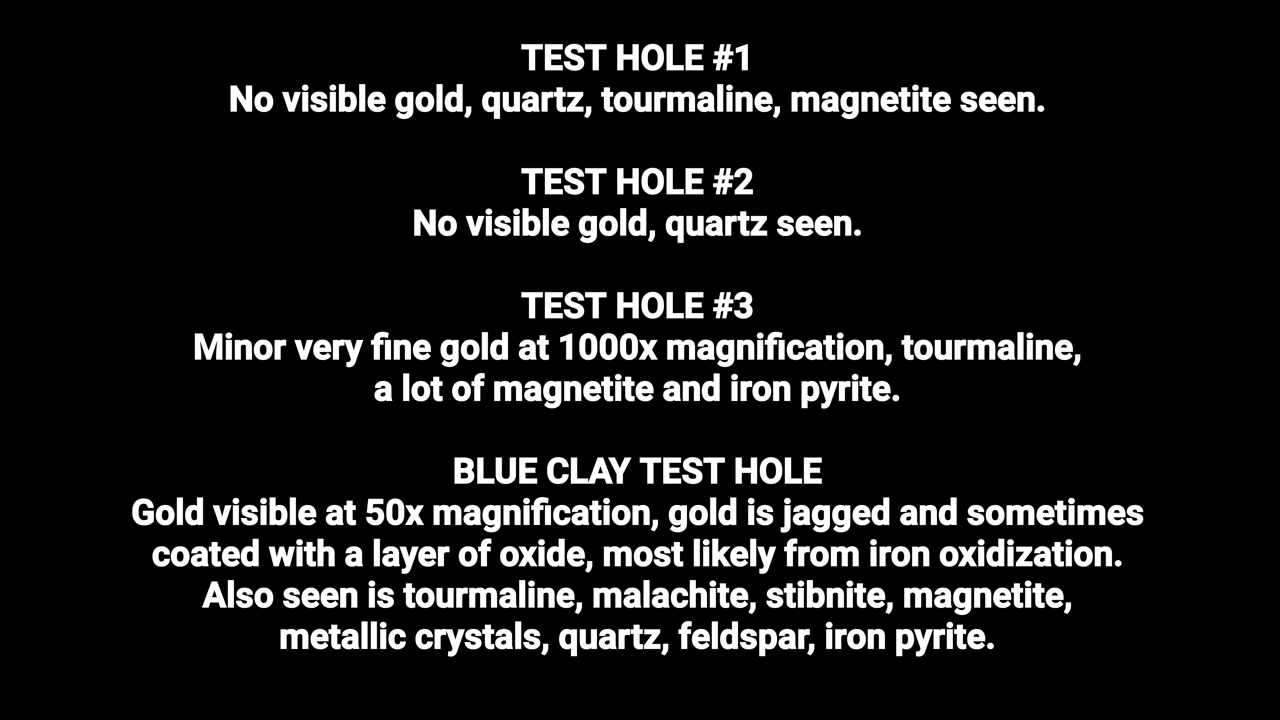 TEST HOLE #1
No visible gold, quartz, tourmaline, magnetite seen.
TEST HOLE #2
No visible gold, quartz seen.
TEST HOLE #3
Minor very fine gold at 1000x magnification, tourmaline,
a lot of magnetite and iron pyrite.
BLUE CLAY TEST HOLE
Gold visible at 50x magnification, gold is jagged and sometimes
coated with a layer of oxide, most likely from iron oxidization.
Also seen is tourmaline, malachite, stibnite, magnetite,
metallic crystals, quartz, feldspar, iron pyrite.